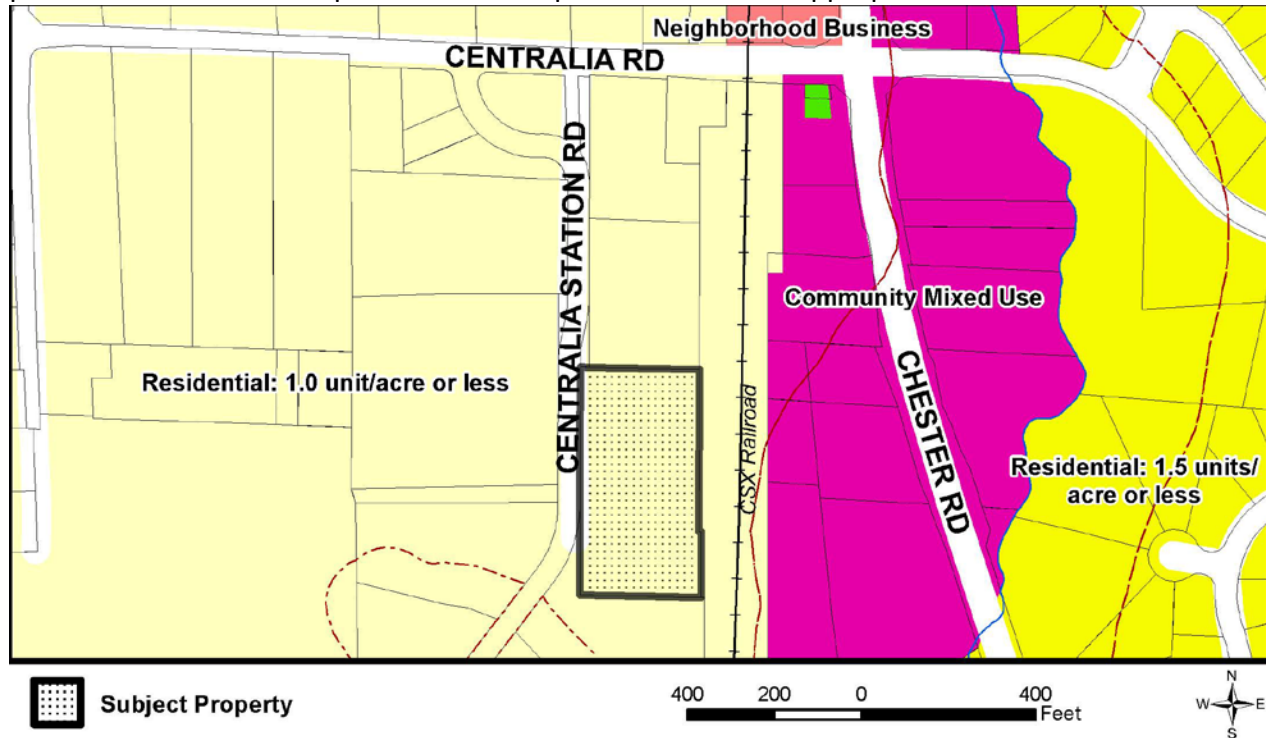 Neighborhood Business
CENTRALIA RD
CENTRALIA STATION RD
Community Mixed Use
Residential: 1.0 unit/acre or less
CHESTER RD
CSX Railroad
Residential: 1.5 units/
acre or less
Subject Property
400 200 0 400
Feet
N
W E
S